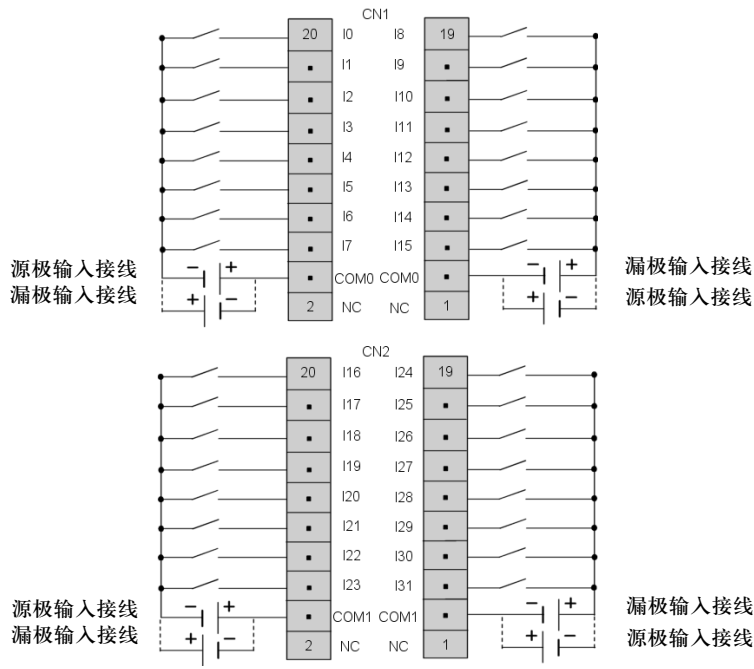 CN1
20 I0 I8 19
I1 I9
I2 I10
I3 I11
I4 I12
I5 I13
I6 I14
I7 I15
源极输入接线 - + COM0 COM0 - + 漏极输入接线
漏极输入接线 + - 2 NC NC 1 + - 源极输入接线
CN2
20 I16 I24 19
I17 I25
I18 I26
I19 I27
I20 I28
I21 I29
I22 I30
I23 I31
源极输入接线 - + COM1 COM1 - + 漏极输入接线
漏极输入接线 + - 2 NC NC 1 + - 源极输入接线